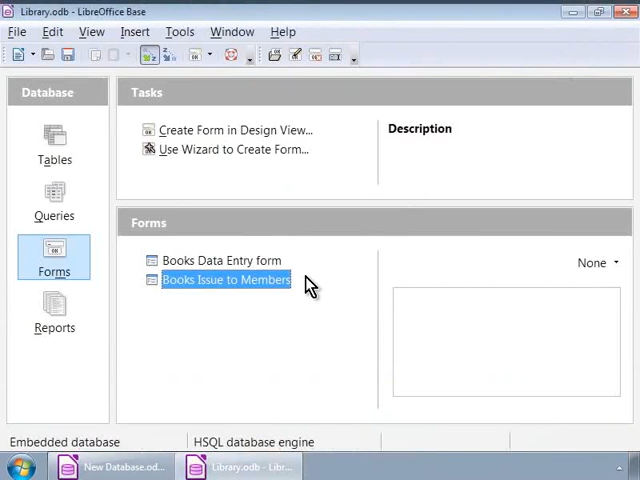 Library.odb - LibreOffice Base
File Edit View Insert Tools Window Help
Database
Tasks
Tables
Queries
Forms
Reports
Create Form in Design View...
Use Wizard to Create Form...
Description
Forms
Books Data Entry form
Books Issue to Members
None
Embedded database
HSQL database engine
New Database.od...
Library.odb - Libr...